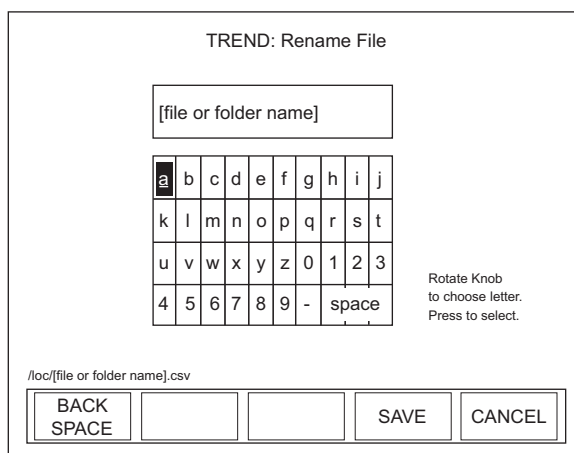 TREND: Rename File
[file or folder name]
a b c d e f g h i j
k l m n o p q r s t
u v w x y z 0 1 2 3
4 5 6 7 8 9 - space
Rotate Knob
to choose letter.
Press to select.
/loc/[file or folder name].csv
BACK
SPACE
SAVE
CANCEL